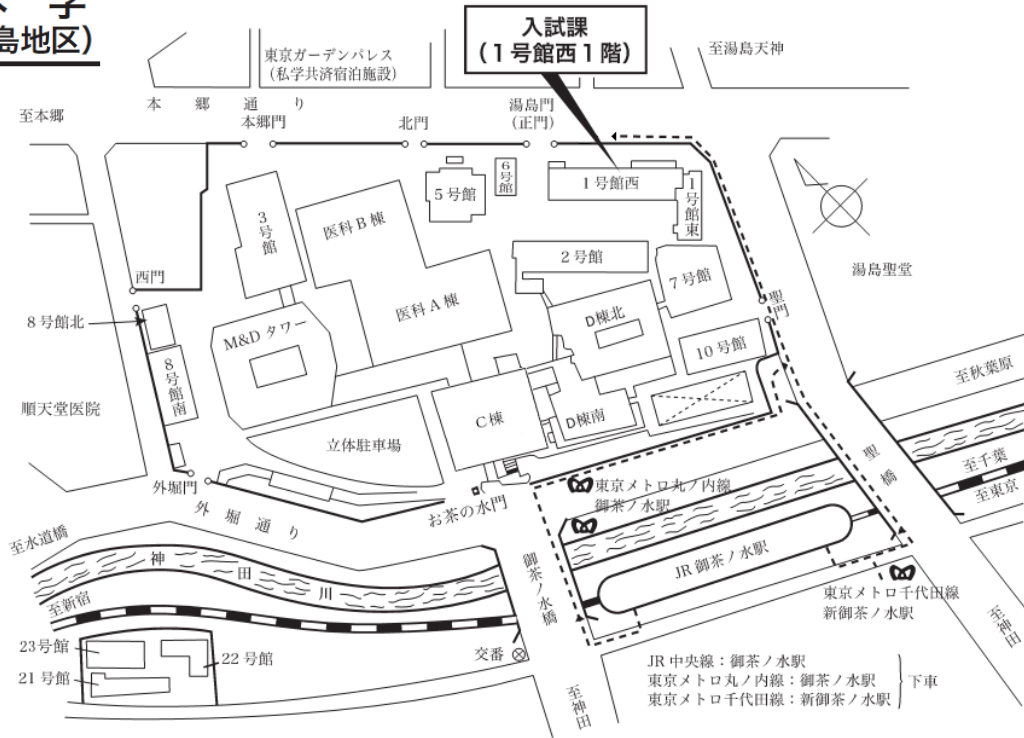 学
島地区）
入試課
（１号館西１階）
東京ガーデンパレス
（私学共済宿泊施設）
至湯島天神
本郷通り
至本郷
本郷門
北門
湯島門
（正門）
6号館
5号館
1号館西
1号館東
3号館
医科B棟
2号館
7号館
湯島聖堂
西門
8号館北
医科A棟
D棟北
聖門
M&Dタワー
10号館
8号館南
至秋葉原
順天堂医院
C棟
D棟南
立体駐車場
聖橋
至千葉
至東京
外堀門
東京メトロ丸ノ内線
御茶ノ水駅
お茶の水門
外堀通り
至水道橋
神田川
御茶ノ水橋
JR御茶ノ水駅
至新宿
東京メトロ千代田線
新御茶ノ水駅
至神田
23号館
22号館
21号館
交番
至神田
JR中央線：御茶ノ水駅
東京メトロ丸ノ内線：御茶ノ水駅
東京メトロ千代田線：新御茶ノ水駅
下車